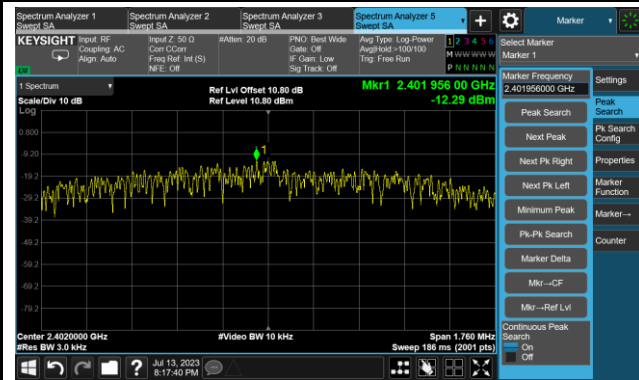 Spectrum Analyzer 1
Swept SA
Spectrum Analyzer 2
Swept SA
Spectrum Analyzer 3
Swept SA
Spectrum Analyzer 5
Swept SA
Marker
KEYSIGHT
Input: RF
Coupling: AC
Align: Auto
Input Z: 50 Ω
Corr CCorr
Freq Ref: Int (S)
NFE: Off
#Atten: 20 dB
PNO: Best Wide
Gate: Off
IF Gain: Low
Sig Track: Off
Avg Type: Log-Power
Avg|Hold:>100/100
Trig: Free Run
1 2 3 4 5 6
M W W W W W
P N N N N N
Select Marker
Marker 1
1 Spectrum
Scale/Div 10 dB
Log
Ref Lvl Offset 10.80 dB
Ref Level 10.80 dBm
Mkr1 2.401 956 00 GHz
-12.29 dBm
0.800
-9.20
-19.2
-29.2
-39.2
-49.2
-59.2
-69.2
-79.2
1
Center 2.4020000 GHz
#Res BW 3.0 kHz
#Video BW 10 kHz
Span 1.760 MHz
Sweep 186 ms (2001 pts)
Marker Frequency
2.401956000 GHz
Peak Search
Next Peak
Next Pk Right
Next Pk Left
Minimum Peak
Pk-Pk Search
Marker Delta
Mkr→CF
Mkr→Ref Lvl
Continuous Peak
Search
On
Off
Settings
Peak
Search
Pk Search
Config
Properties
Marker
Function
Marker→
Counter
?
Jul 13, 2023
8:17:40 PM